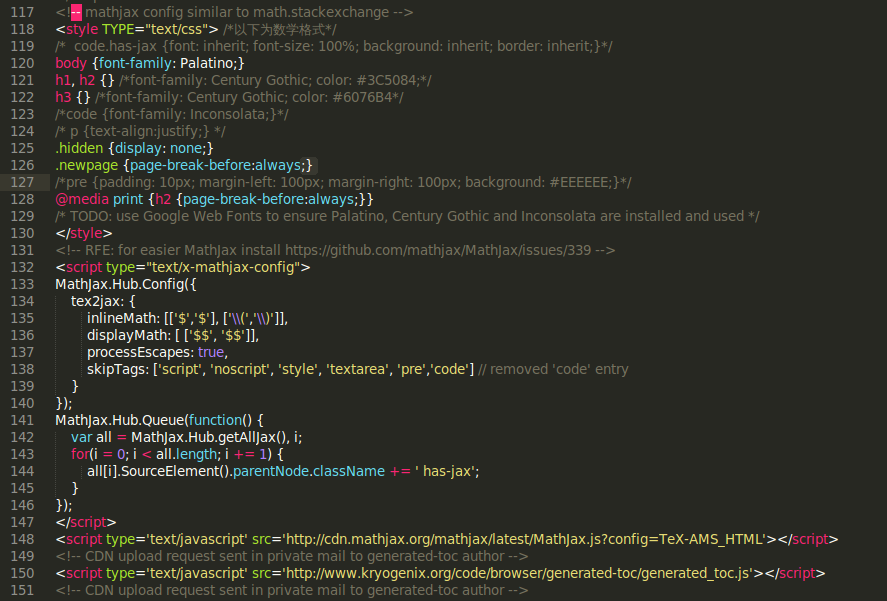 117 <!-- mathjax config similar to math.stackexchange -->
118 <style TYPE="text/css"> /*以下为数学格式*/
119 /*  code.has-jax {font: inherit; font-size: 100%; background: inherit; border: inherit;}*/
120 body {font-family: Palatino;}
121 h1, h2 {} /*font-family: Century Gothic; color: #3C5084;*/
122 h3 {} /*font-family: Century Gothic; color: #6076B4*/
123 /*code {font-family: Inconsolata;}*/
124 /* p {text-align:justify;} */
125 .hidden {display: none;}
126 .newpage {page-break-before:always;}
127 /*pre {padding: 10px; margin-left: 100px; margin-right: 100px; background: #EEEEEE;}*/
128 @media print {h2 {page-break-before:always;}}
129 /* TODO: use Google Web Fonts to ensure Palatino, Century Gothic and Inconsolata are installed and used */
130 </style>
131 <!-- RFE: for easier MathJax install https://github.com/mathjax/MathJax/issues/339 -->
132 <script type="text/x-mathjax-config">
133 MathJax.Hub.Config({
134     tex2jax: {
135         inlineMath: [['$','$'], ['\\(','\\)']],
136         displayMath: [ ['$$', '$$']],
137         processEscapes: true,
138         skipTags: ['script', 'noscript', 'style', 'textarea', 'pre','code'] // removed 'code' entry
139     }
140 });
141 MathJax.Hub.Queue(function() {
142     var all = MathJax.Hub.getAllJax(), i;
143     for(i = 0; i < all.length; i += 1) {
144         all[i].SourceElement().parentNode.className += ' has-jax';
145     }
146 });
147 </script>
148 <script type='text/javascript' src='http://cdn.mathjax.org/mathjax/latest/MathJax.js?config=TeX-AMS_HTML'></script>
149 <!-- CDN upload request sent in private mail to generated-toc author -->
150 <script type='text/javascript' src='http://www.kryogenix.org/code/browser/generated-toc/generated_toc.js'></script>
151 <!-- CDN upload request sent in private mail to generated-toc author -->